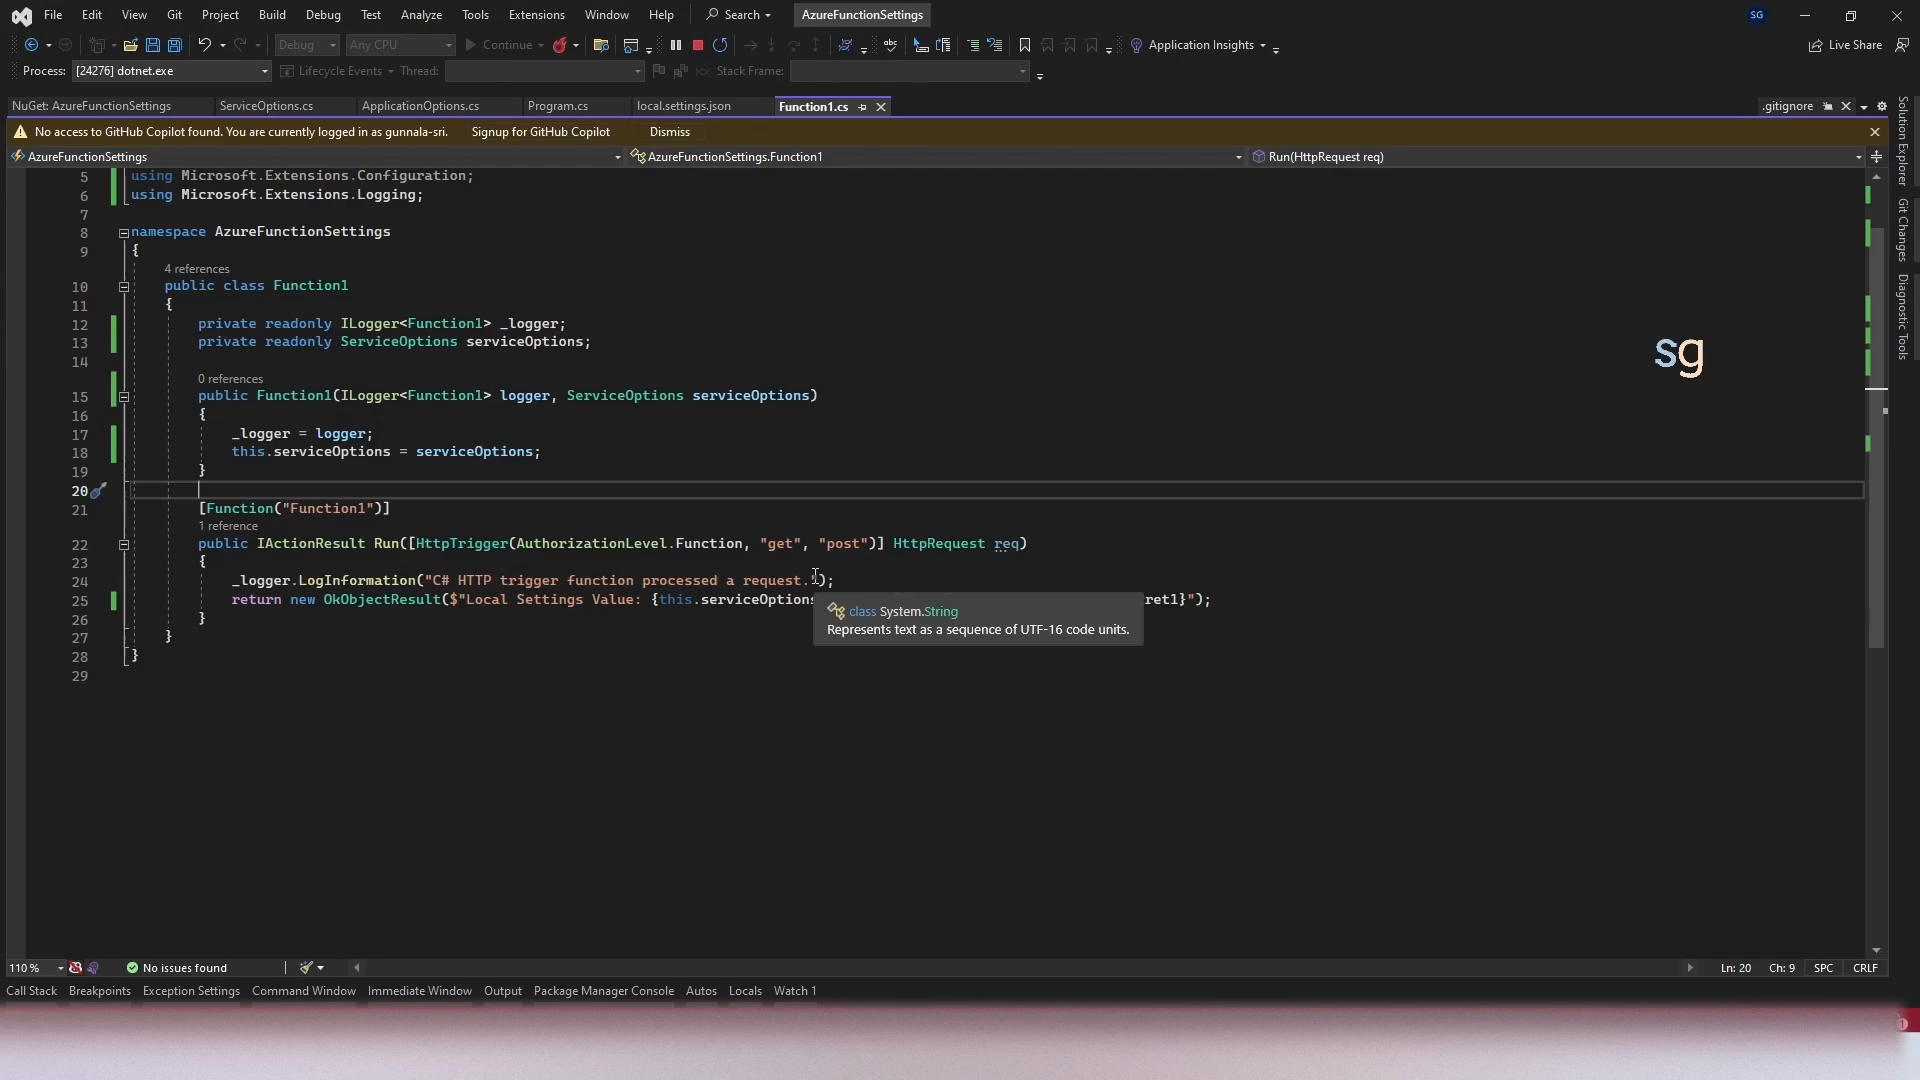 File Edit View Git Project Build Debug Test Analyze Tools Extensions Window Help Search AzureFunctionSettings SG
Debug Any CPU Continue Application Insights Live Share
Process: [24276] dotnet.exe Lifecycle Events Thread: Stack Frame:
NuGet: AzureFunctionSettings ServiceOptions.cs ApplicationOptions.cs Program.cs local.settings.json Function1.cs .gitignore
No access to GitHub Copilot found. You are currently logged in as gunnala-sri. Signup for GitHub Copilot Dismiss
AzureFunctionSettings AzureFunctionSettings.Function1 Run(HttpRequest req)
Solution Explorer
Git Changes
Diagnostic Tools
5 using Microsoft.Extensions.Configuration;
6 using Microsoft.Extensions.Logging;
7
8 namespace AzureFunctionSettings
9 {
4 references
10 public class Function1
11 {
12 private readonly ILogger<Function1> _logger;
13 private readonly ServiceOptions serviceOptions;
14
sg
0 references
15 public Function1(ILogger<Function1> logger, ServiceOptions serviceOptions)
16 {
17 _logger = logger;
18 this.serviceOptions = serviceOptions;
19 }
20
21 [Function("Function1")]
1 reference
22 public IActionResult Run([HttpTrigger(AuthorizationLevel.Function, "get", "post")] HttpRequest req)
23 {
24 _logger.LogInformation("C# HTTP trigger function processed a request.");
25 return new OkObjectResult($"Local Settings Value: {this.serviceOptions ret1}");
class System.String
Represents text as a sequence of UTF-16 code units.
26 }
27 }
28 }
29
110 % No issues found Ln: 20 Ch: 9 SPC CRLF
Call Stack Breakpoints Exception Settings Command Window Immediate Window Output Package Manager Console Autos Locals Watch 1